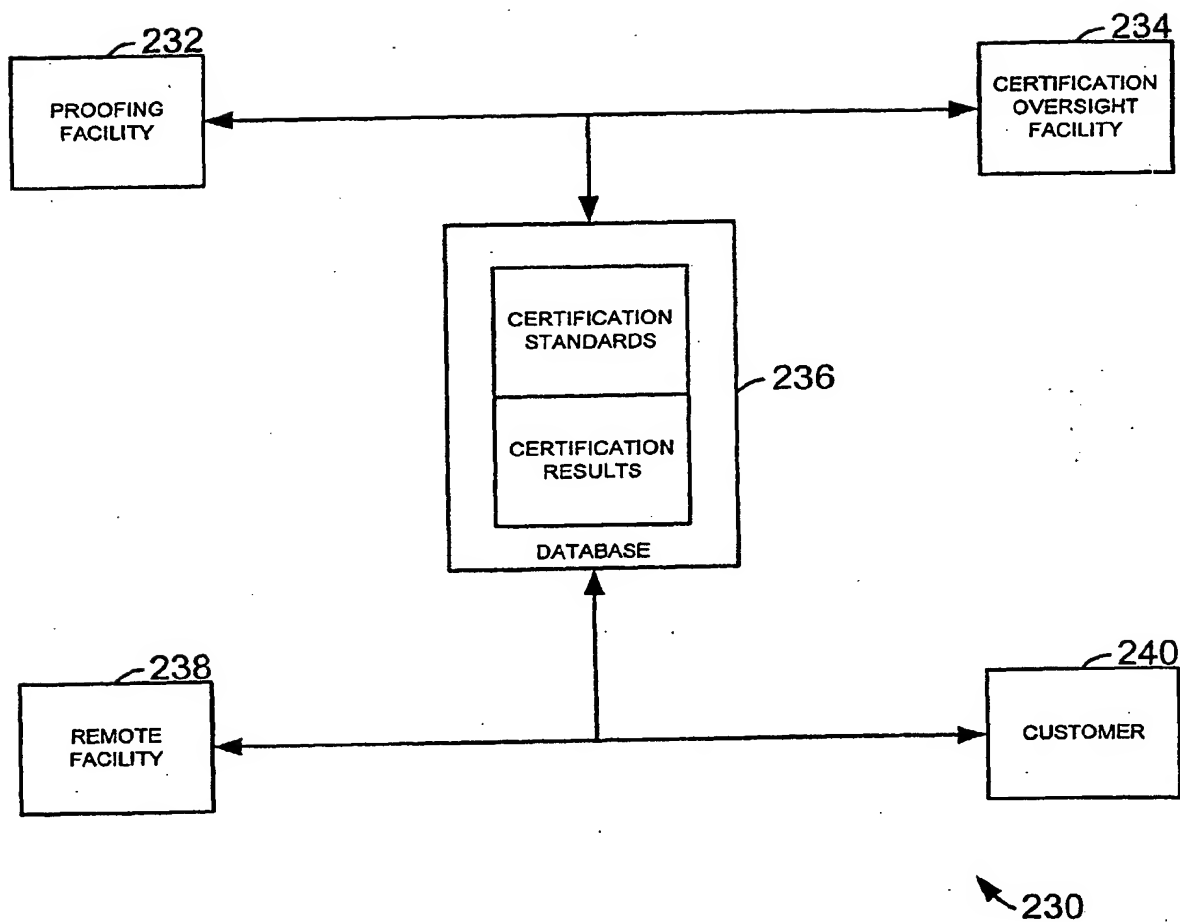 232
234
PROOFING
FACILITY
CERTIFICATION
OVERSIGHT
FACILITY
CERTIFICATION
STANDARDS
236
CERTIFICATION
RESULTS
DATABASE
238
240
REMOTE
FACILITY
CUSTOMER
230